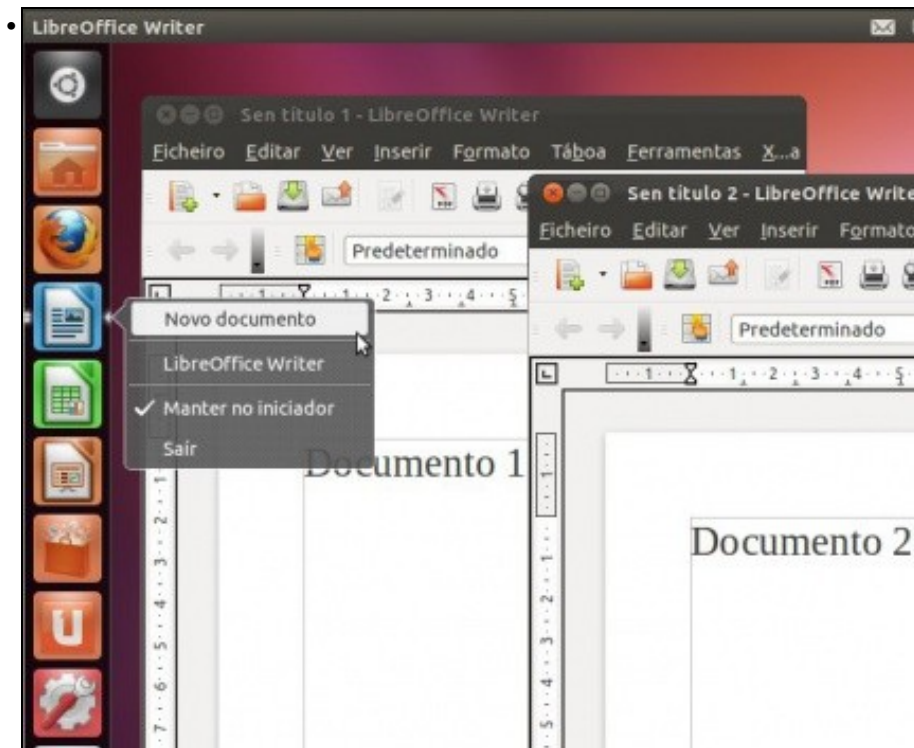 LibreOffice Writer
Sen título 1 - LibreOffice Writer
Ficheiro Editar Ver Inserir Formato Táboa Ferramentas X...a
Predeterminado
Sen título 2 - LibreOffice Write
Ficheiro Editar Ver Inserir Formato
Predeterminado
Novo documento
LibreOffice Writer
Manter no iniciador
Sair
Documento 1
Documento 2